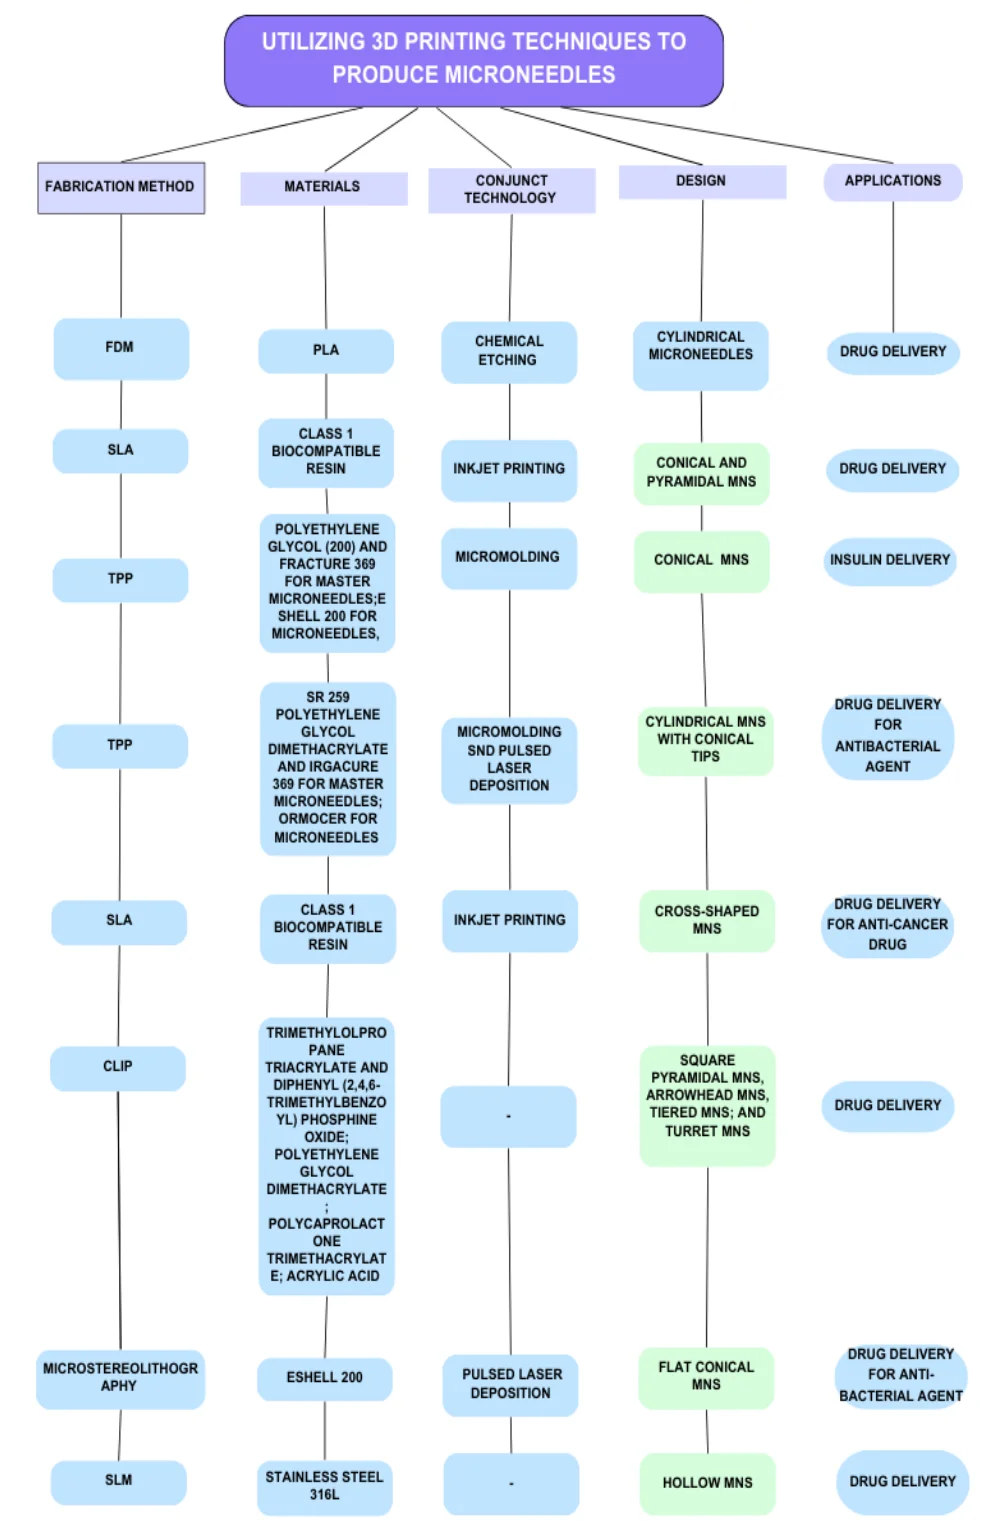 UTILIZING 3D PRINTING TECHNIQUES TO
PRODUCE MICRONEEDLES
FABRICATION METHOD
MATERIALS
CONJUNCT
TECHNOLOGY
DESIGN
APPLICATIONS
FDM
PLA
CHEMICAL
ETCHING
CYLINDRICAL
MICRONEEDLES
DRUG DELIVERY
SLA
CLASS 1
BIOCOMPATIBLE
RESIN
INKJET PRINTING
CONICAL AND
PYRAMIDAL MNS
DRUG DELIVERY
TPP
POLYETHYLENE
GLYCOL (200) AND
FRACTURE 369
FOR MASTER
MICRONEEDLES;E
SHELL 200 FOR
MICRONEEDLES,
MICROMOLDING
CONICAL MNS
INSULIN DELIVERY
TPP
SR 259
POLYETHYLENE
GLYCOL
DIMETHACRYLATE
AND IRGACURE
369 FOR MASTER
MICRONEEDLES;
ORMOCER FOR
MICRONEEDLES
MICROMOLDING
SND PULSED
LASER
DEPOSITION
CYLINDRICAL MNS
WITH CONICAL
TIPS
DRUG DELIVERY
FOR
ANTIBACTERIAL
AGENT
SLA
CLASS 1
BIOCOMPATIBLE
RESIN
INKJET PRINTING
CROSS-SHAPED
MNS
DRUG DELIVERY
FOR ANTI-CANCER
DRUG
CLIP
TRIMETHYLOLPRO
PANE
TRIACRYLATE AND
DIPHENYL (2,4,6-
TRIMETHYLBENZO
YL) PHOSPHINE
OXIDE;
POLYETHYLENE
GLYCOL
DIMETHACRYLATE
;
POLYCAPROLACT
ONE
TRIMETHACRYLAT
E; ACRYLIC ACID
-
SQUARE
PYRAMIDAL MNS,
ARROWHEAD MNS,
TIERED MNS; AND
TURRET MNS
DRUG DELIVERY
MICROSTEREOLITHOGR
APHY
ESHELL 200
PULSED LASER
DEPOSITION
FLAT CONICAL
MNS
DRUG DELIVERY
FOR ANTI-
BACTERIAL AGENT
SLM
STAINLESS STEEL
316L
-
HOLLOW MNS
DRUG DELIVERY